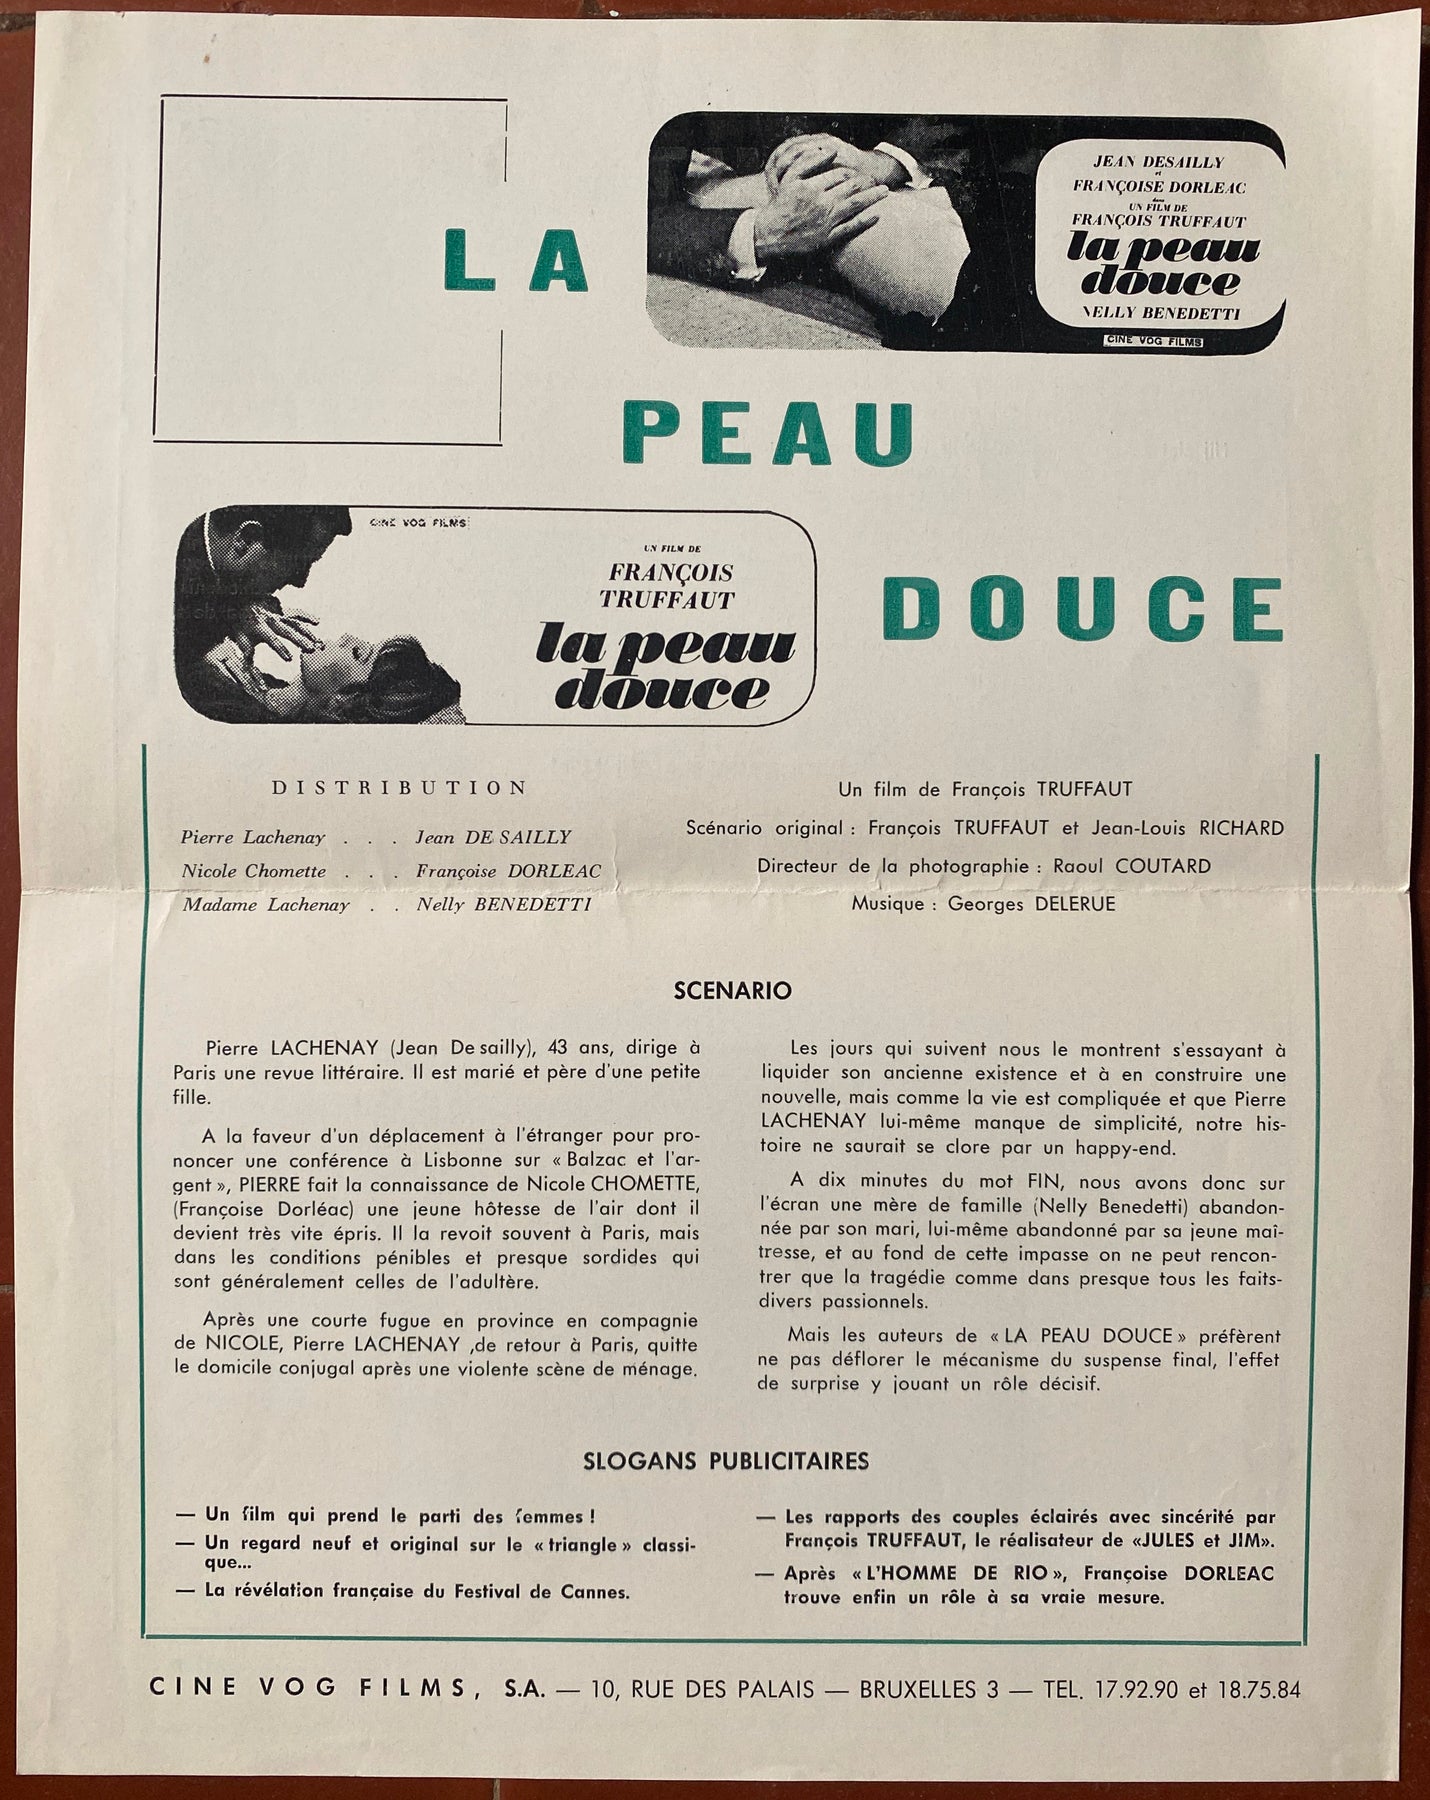 LA
JEAN DESAILLY
et
FRANÇOISE DORLEAC
dans
UN FILM DE
FRANÇOIS TRUFFAUT
la peau
douce
NELLY BENEDETTI
CINE VOG FILMS
PEAU
CINE VOG FILMS
UN FILM DE
FRANÇOIS
TRUFFAUT
la peau
douce
DOUCE
DISTRIBUTION
Pierre Lachenay . . . Jean DE SAILLY
Nicole Chomette . . . Françoise DORLEAC
Madame Lachenay . . Nelly BENEDETTI
Un film de François TRUFFAUT
Scénario original : François TRUFFAUT et Jean-Louis RICHARD
Directeur de la photographie : Raoul COUTARD
Musique : Georges DELERUE
SCENARIO
Pierre LACHENAY (Jean Desailly), 43 ans, dirige à
Paris une revue littéraire. Il est marié et père d'une petite
fille.
A la faveur d'un déplacement à l'étranger pour pro-
noncer une conférence à Lisbonne sur « Balzac et l'ar-
gent », PIERRE fait la connaissance de Nicole CHOMETTE,
(Françoise Dorléac) une jeune hôtesse de l'air dont il
devient très vite épris. Il la revoit souvent à Paris, mais
dans les conditions pénibles et presque sordides qui
sont généralement celles de l'adultère.
Après une courte fugue en province en compagnie
de NICOLE, Pierre LACHENAY ,de retour à Paris, quitte
le domicile conjugal après une violente scène de ménage.
Les jours qui suivent nous le montrent s'essayant à
liquider son ancienne existence et à en construire une
nouvelle, mais comme la vie est compliquée et que Pierre
LACHENAY lui-même manque de simplicité, notre his-
toire ne saurait se clore par un happy-end.
A dix minutes du mot FIN, nous avons donc sur
l'écran une mère de famille (Nelly Benedetti) abandon-
née par son mari, lui-même abandonné par sa jeune maî-
tresse, et au fond de cette impasse on ne peut rencon-
trer que la tragédie comme dans presque tous les faits-
divers passionnels.
Mais les auteurs de « LA PEAU DOUCE » préfèrent
ne pas déflorer le mécanisme du suspense final, l'effet
de surprise y jouant un rôle décisif.
SLOGANS PUBLICITAIRES
— Un film qui prend le parti des femmes !
— Un regard neuf et original sur le « triangle » classi-
que...
— La révélation française du Festival de Cannes.
— Les rapports des couples éclairés avec sincérité par
François TRUFFAUT, le réalisateur de «JULES et JIM».
— Après « L'HOMME DE RIO », Françoise DORLEAC
trouve enfin un rôle à sa vraie mesure.
CINE VOG FILMS, S.A. — 10, RUE DES PALAIS — BRUXELLES 3 — TEL. 17.92.90 et 18.75.84